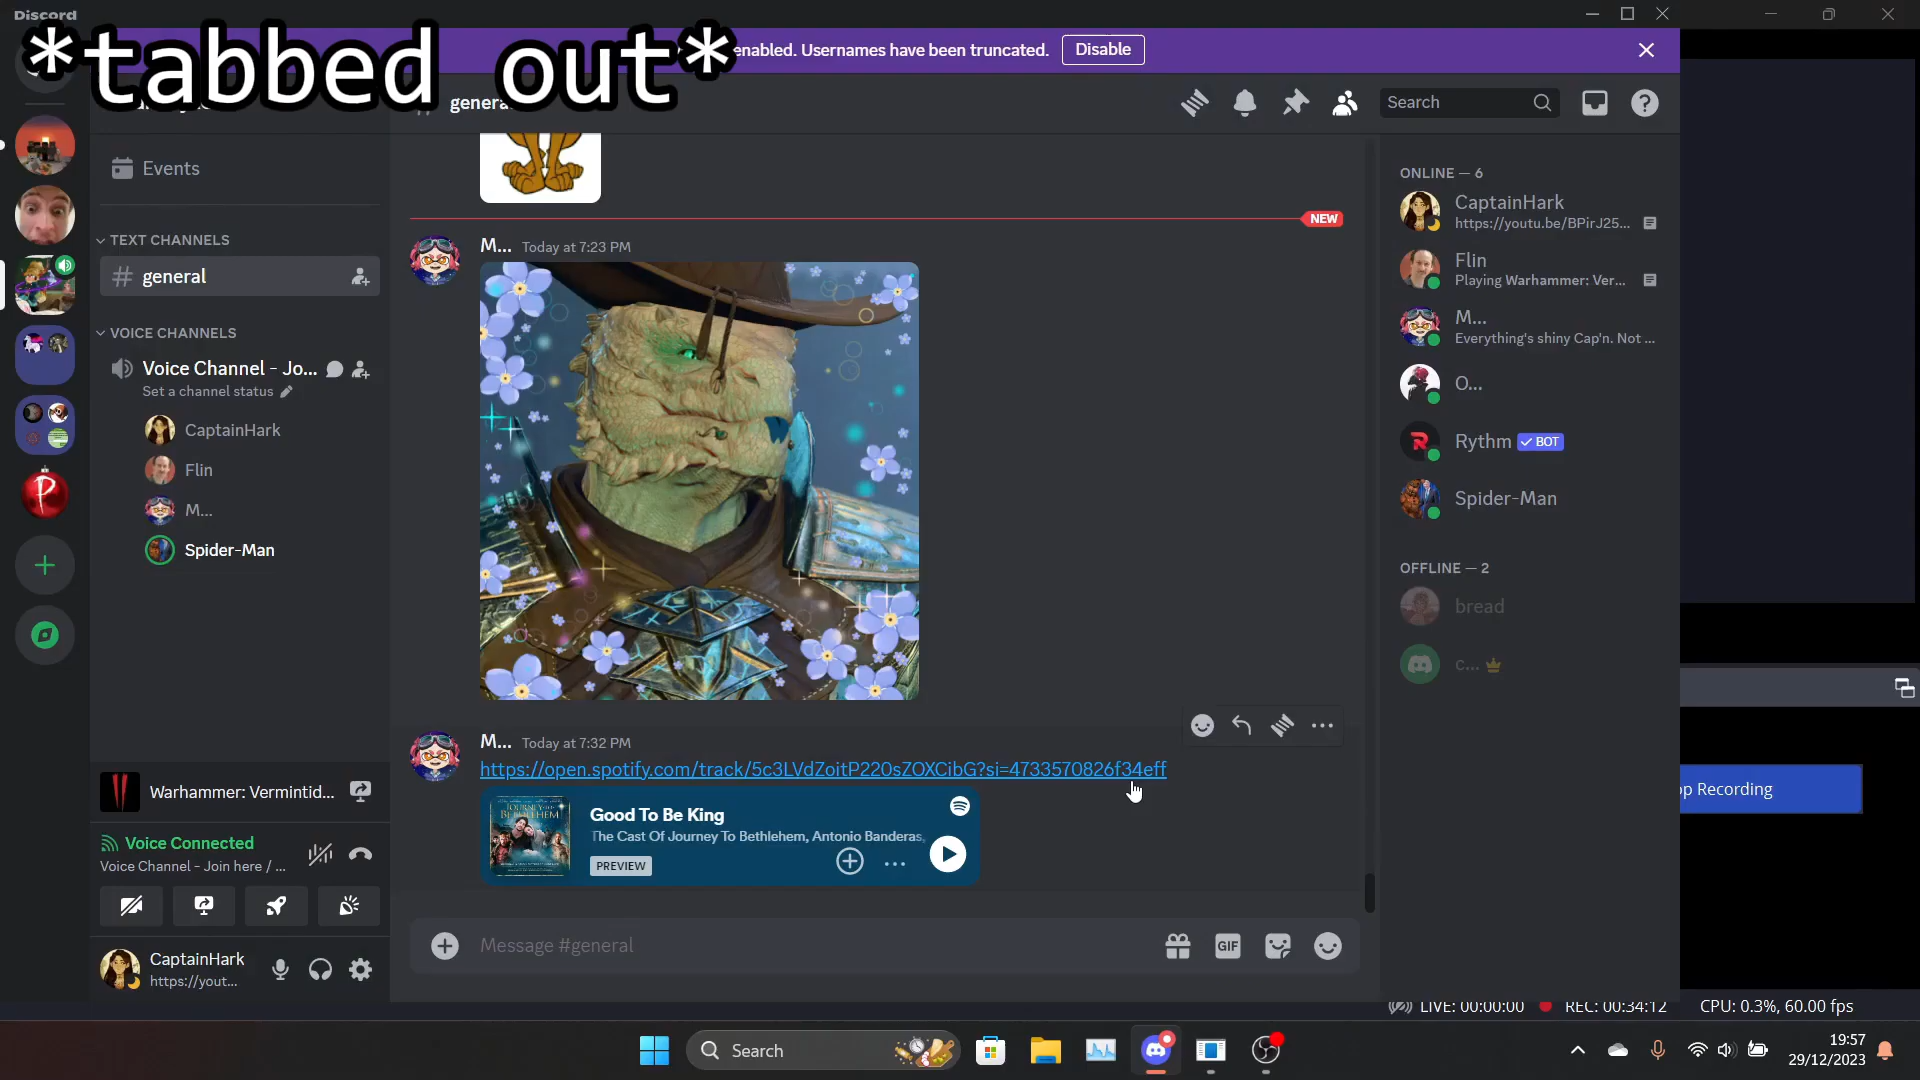 Discord
*tabbed out*
enabled. Usernames have been truncated.
Disable
general
Search
Events
TEXT CHANNELS
general
VOICE CHANNELS
Voice Channel - Jo...
Set a channel status
CaptainHark
Flin
M...
Spider-Man
Warhammer: Vermintid...
Voice Connected
Voice Channel - Join here / ...
CaptainHark
https://yout...
NEW
M... Today at 7:23 PM
M... Today at 7:32 PM
https://open.spotify.com/track/5c3LVdZoitP220sZOXCibG?si=4733570826f34eff
JOURNEY TO BETHLEHEM
Good To Be King
The Cast Of Journey To Bethlehem, Antonio Banderas,
PREVIEW
Message #general
GIF
ONLINE — 6
CaptainHark
https://youtu.be/BPirJ25...
Flin
Playing Warhammer: Ver...
M...
Everything's shiny Cap'n. Not ...
O...
Rythm BOT
Spider-Man
OFFLINE — 2
bread
c...
op Recording
LIVE: 00:00:00 REC: 00:34:12 CPU: 0.3%, 60.00 fps
Search
19:57
29/12/2023